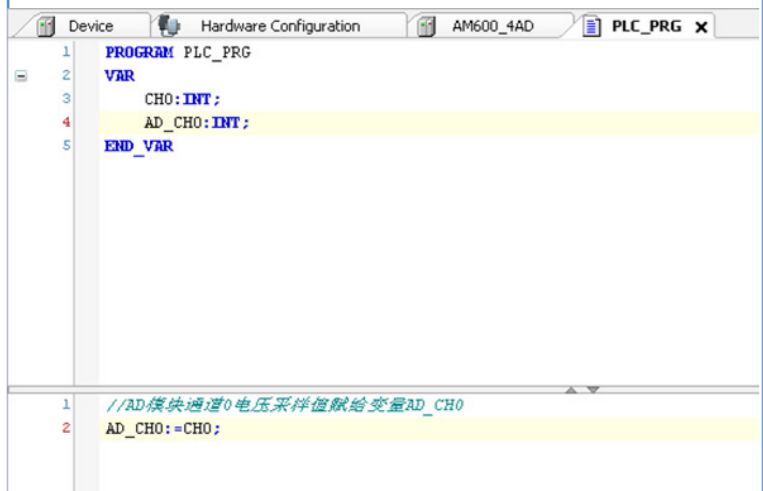 Device Hardware Configuration AM600_4AD PLC_PRG X
1 PROGRAM PLC_PRG
2 VAR
3 CH0:INT;
4 AD_CH0:INT;
5 END_VAR
1 //AD模块通道0电压采样值赋给变量AD_CH0
2 AD_CH0:=CH0;